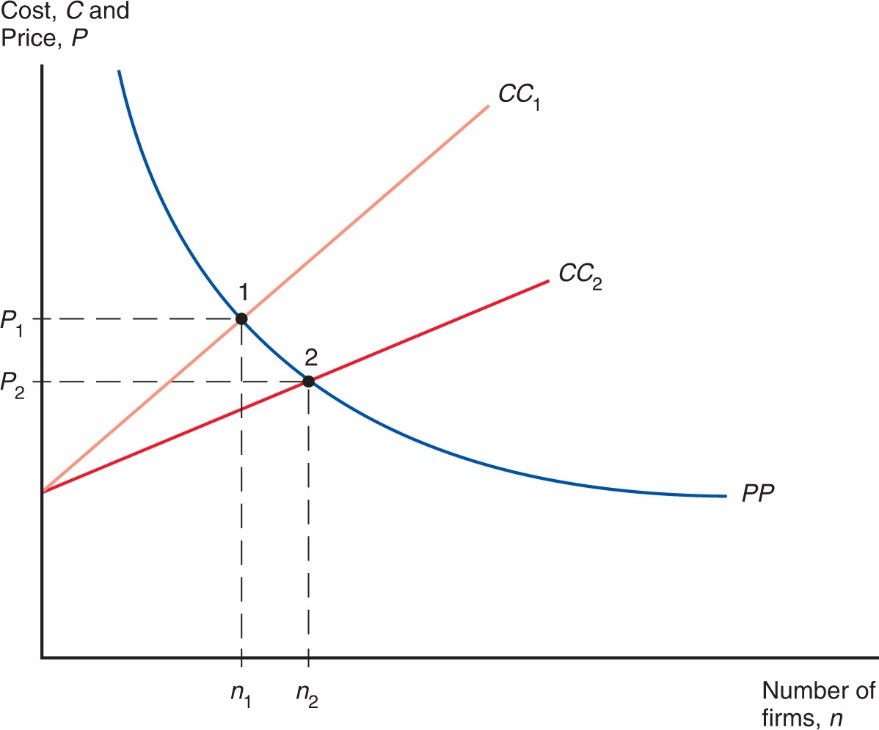 Cost, C and
Price, P
CC1
CC2
1
P1
2
P2
PP
n1
n2
Number of
firms, n